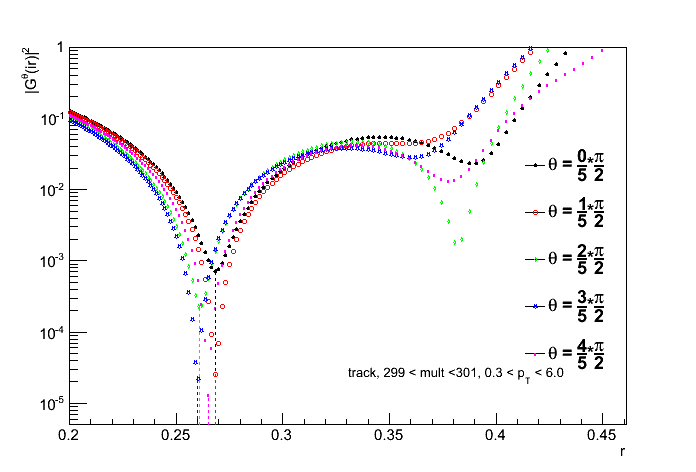 |G^θ(ir)|²
1
10⁻¹
10⁻²
10⁻³
10⁻⁴
10⁻⁵
0.2 0.25 0.3 0.35 0.4 0.45
r
θ = 0/5*π/2
θ = 1/5*π/2
θ = 2/5*π/2
θ = 3/5*π/2
θ = 4/5*π/2
track, 299 < mult <301, 0.3 < p_T < 6.0